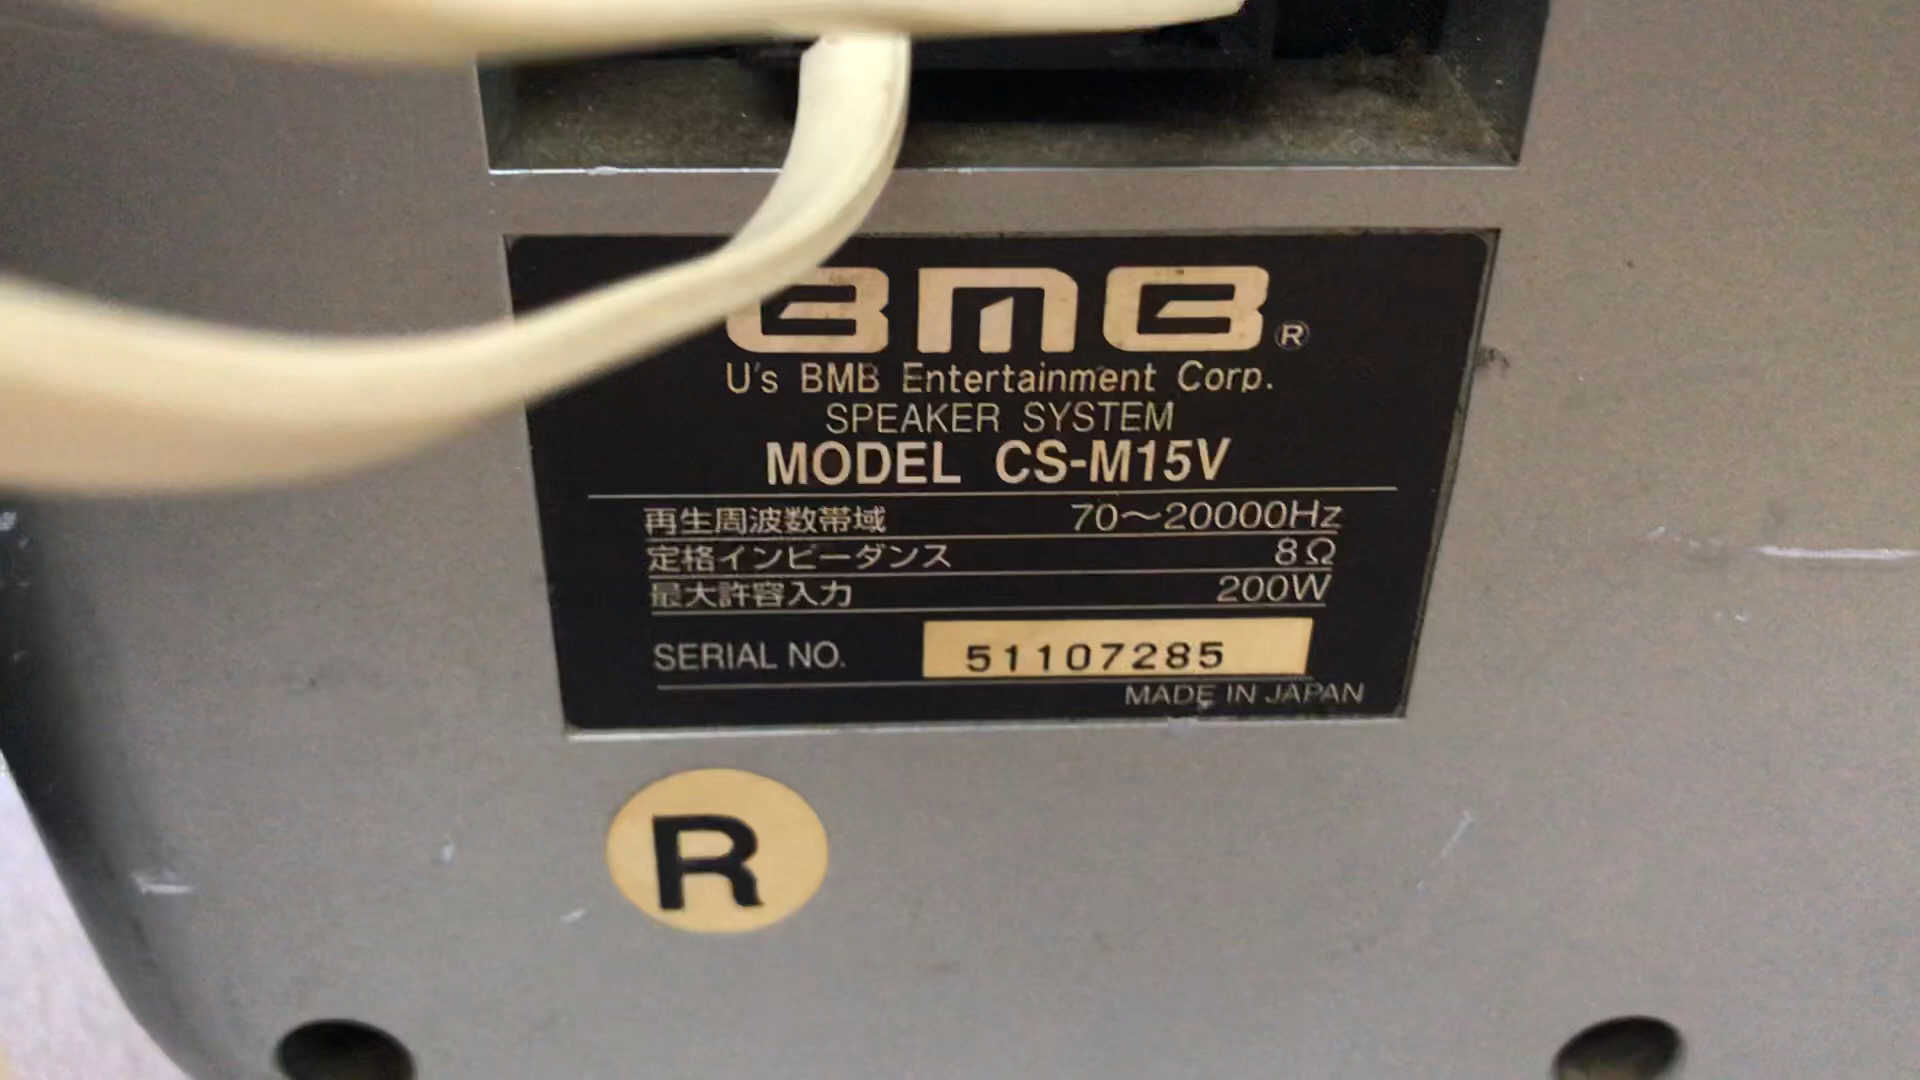 BMB®
U's BMB Entertainment Corp.
SPEAKER SYSTEM
MODEL CS-M15V
再生周波数帯域 70〜20000Hz
定格インピーダンス 8Ω
最大許容入力 200W
SERIAL NO. 51107285
MADE IN JAPAN
R